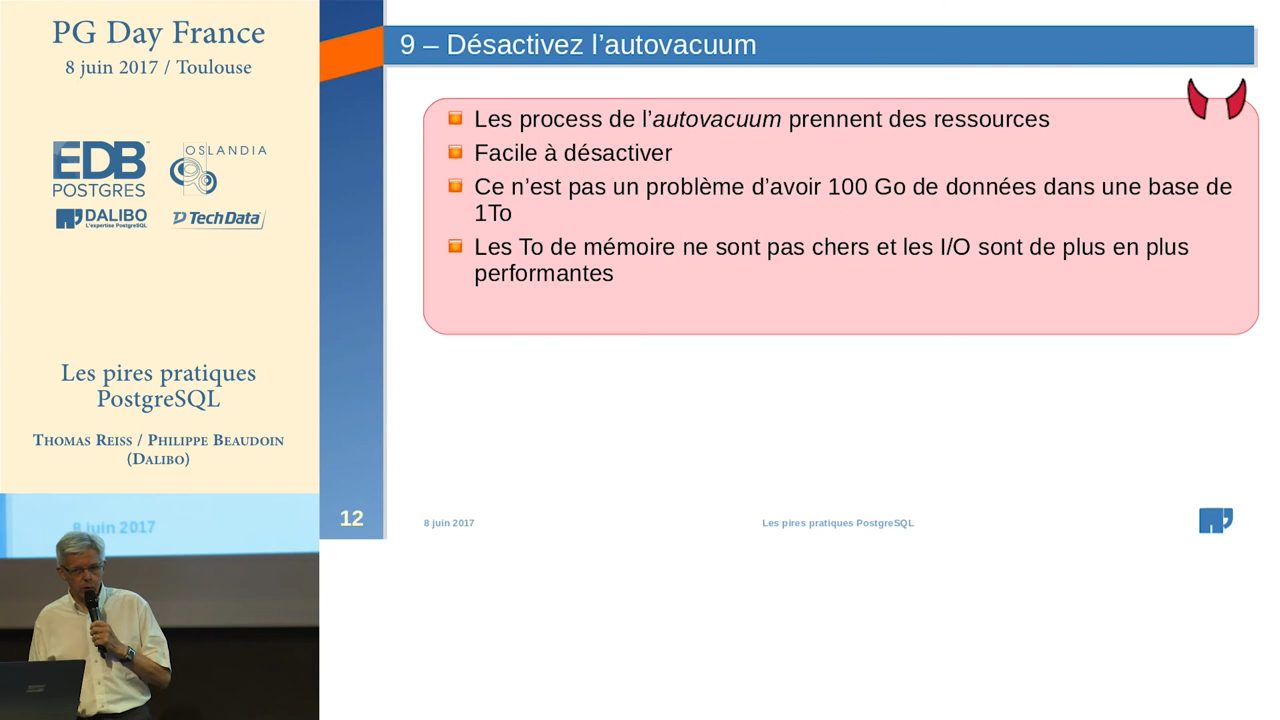 PG Day France
8 juin 2017 / Toulouse
EDB
POSTGRES
OSLANDIA
DALIBO
L'expertise PostgreSQL
TechData
Les pires pratiques
PostgreSQL
Thomas Reiss / Philippe Beaudoin
(Dalibo)
8 juin 2017
9 – Désactivez l’autovacuum
Les process de l’autovacuum prennent des ressources
Facile à désactiver
Ce n’est pas un problème d’avoir 100 Go de données dans une base de
1To
Les To de mémoire ne sont pas chers et les I/O sont de plus en plus
performantes
12
8 juin 2017
Les pires pratiques PostgreSQL